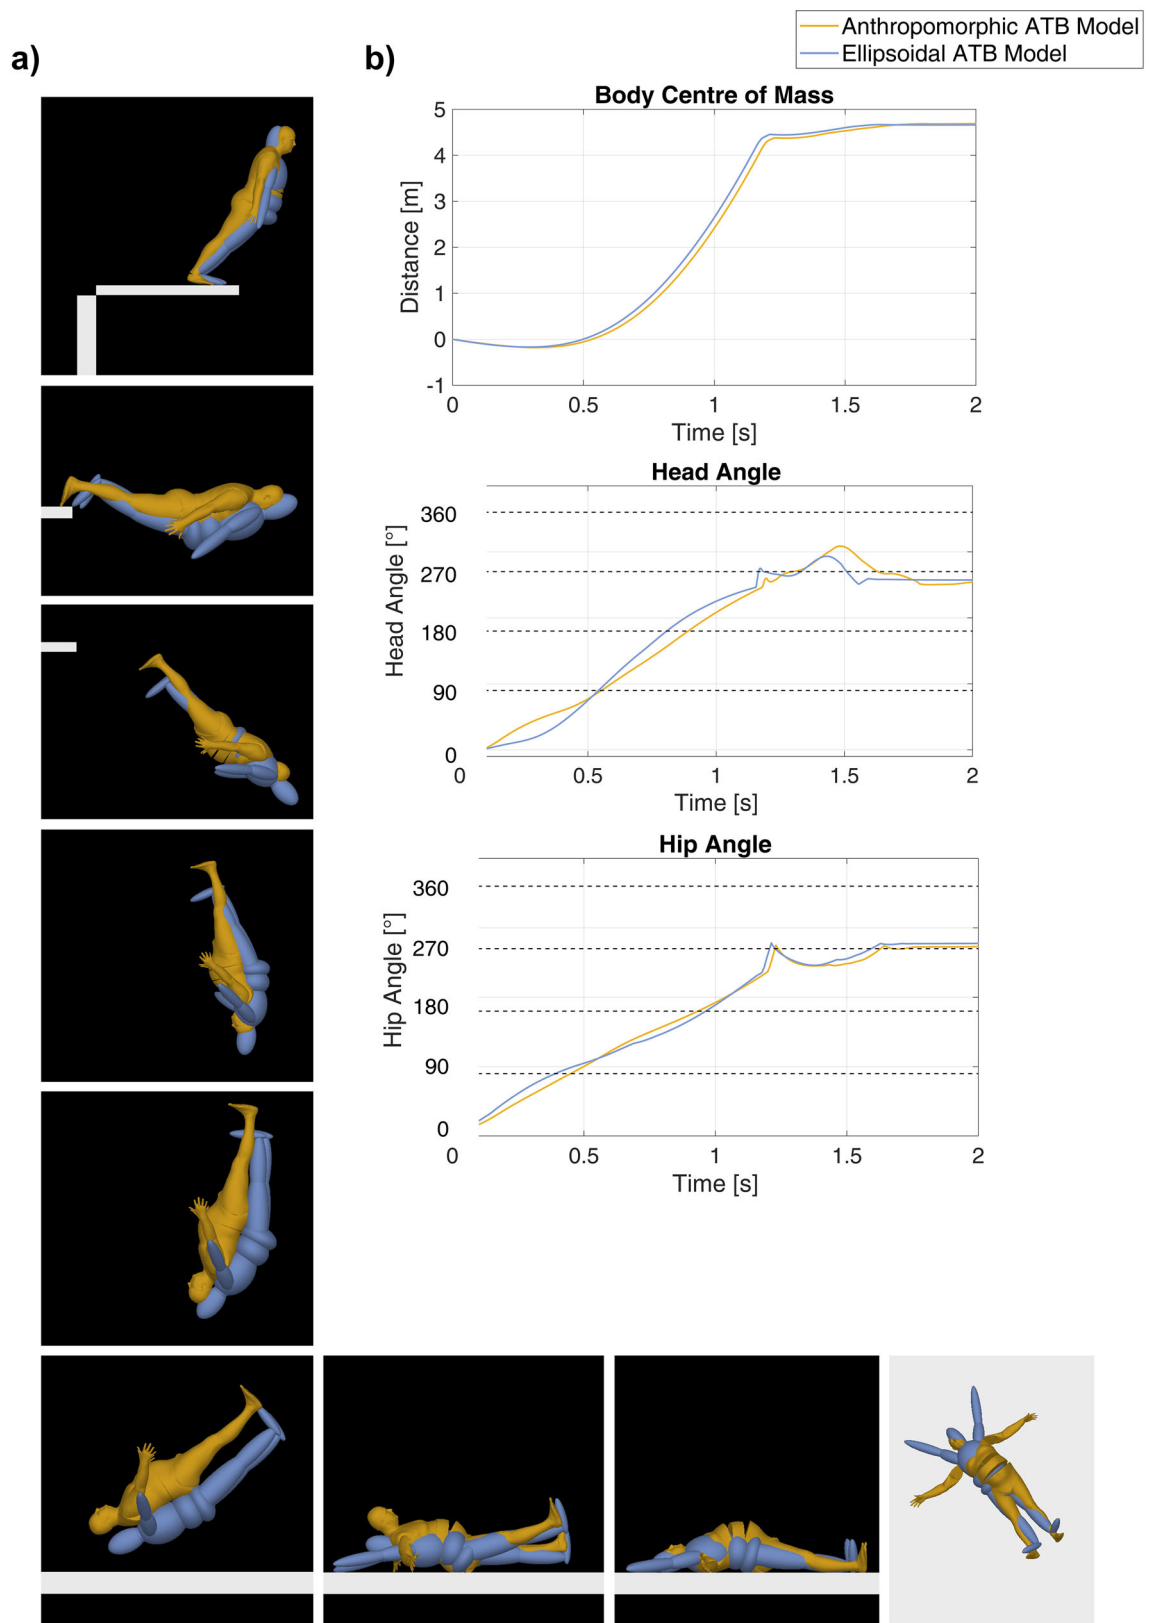 Anthropomorphic ATB Model
Ellipsoidal ATB Model
a)
b)
Body Centre of Mass
5
4
3
2
1
0
-1
Distance [m]
0 0.5 1 1.5 2
Time [s]
Head Angle
360
270
180
90
0
Head Angle [°]
0 0.5 1 1.5 2
Time [s]
Hip Angle
360
270
180
90
0
Hip Angle [°]
0 0.5 1 1.5 2
Time [s]